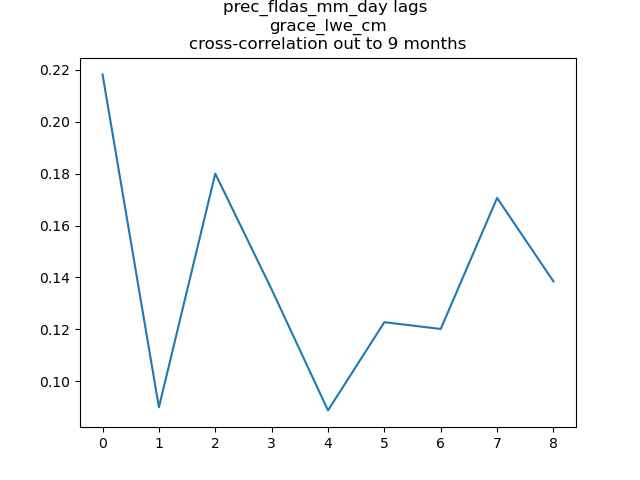 prec_fldas_mm_day lags
grace_lwe_cm
cross-correlation out to 9 months
0.22
0.20
0.18
0.16
0.14
0.12
0.10
0 1 2 3 4 5 6 7 8